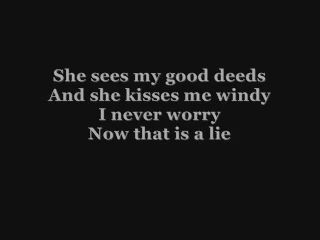 She sees my good deeds
And she kisses me windy
I never worry
Now that is a lie